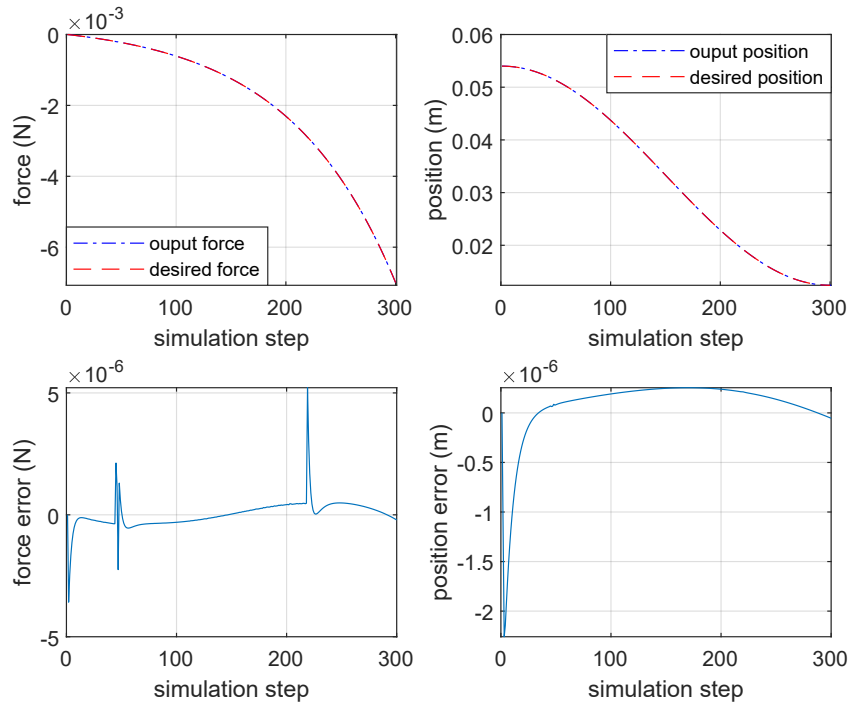 ×10⁻³
0
-2
-4
-6
force (N)
ouput force
desired force
0 100 200 300
simulation step
0.06
0.05
0.04
0.03
0.02
position (m)
ouput position
desired position
0 100 200 300
simulation step
×10⁻⁶
5
0
-5
force error (N)
0 100 200 300
simulation step
×10⁻⁶
0
-0.5
-1
-1.5
-2
position error (m)
0 100 200 300
simulation step